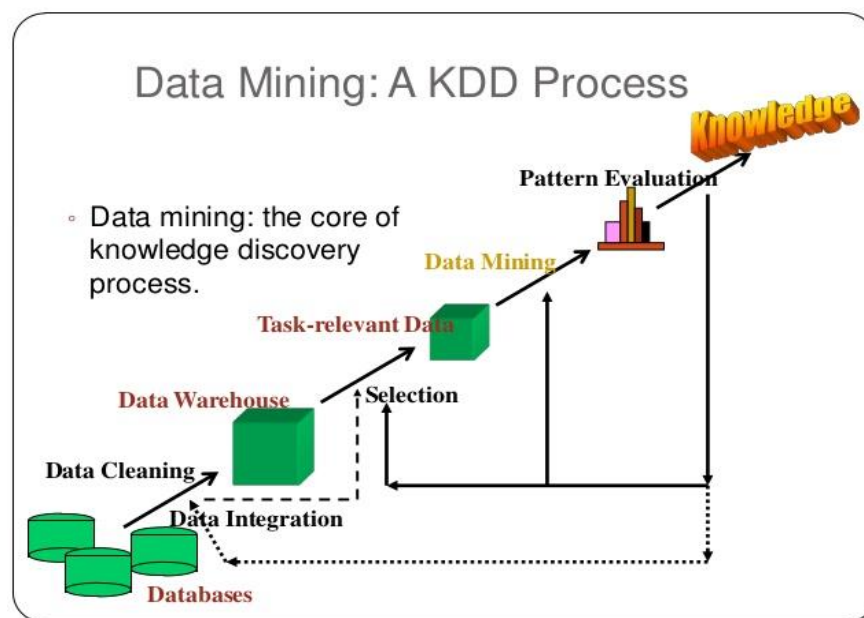 Data Mining: A KDD Process
Knowledge
Pattern Evaluation
◦ Data mining: the core of
knowledge discovery
process.
Data Mining
Task-relevant Data
Data Warehouse
Selection
Data Cleaning
Data Integration
Databases